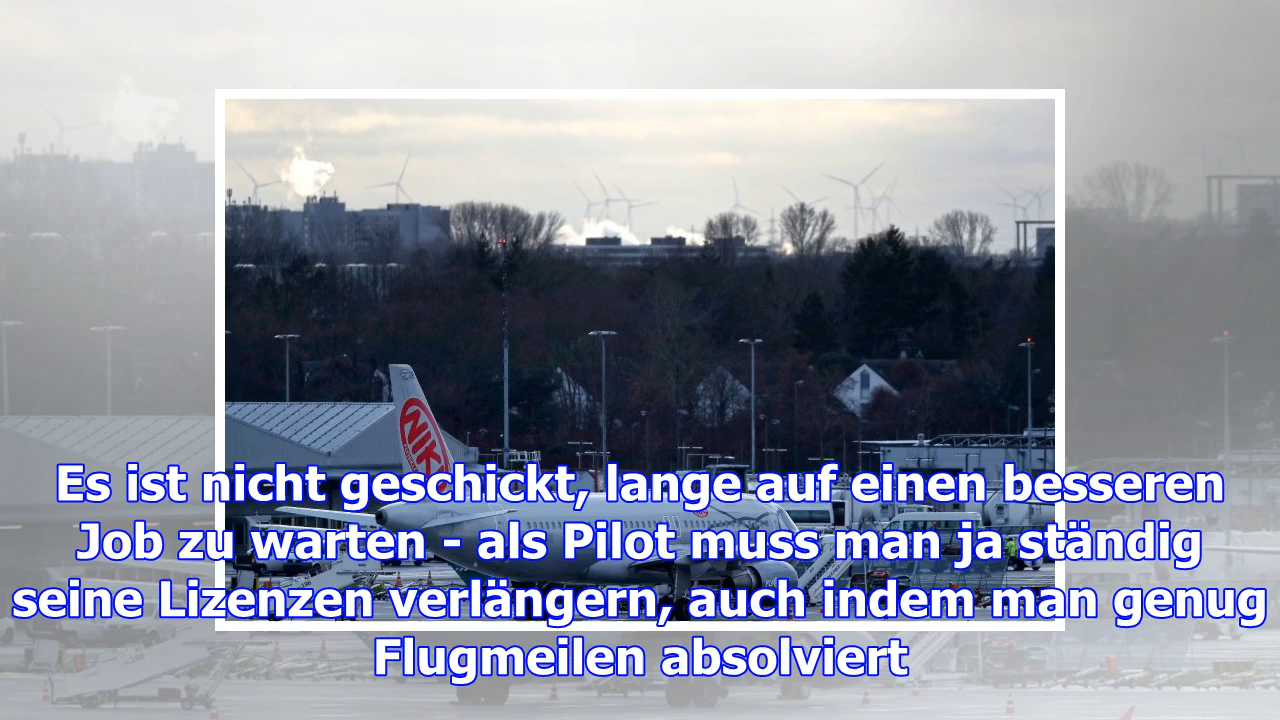 NIKI
Es ist nicht geschickt, lange auf einen besseren
Job zu warten - als Pilot muss man ja ständig
seine Lizenzen verlängern, auch indem man genug
Flugmeilen absolviert